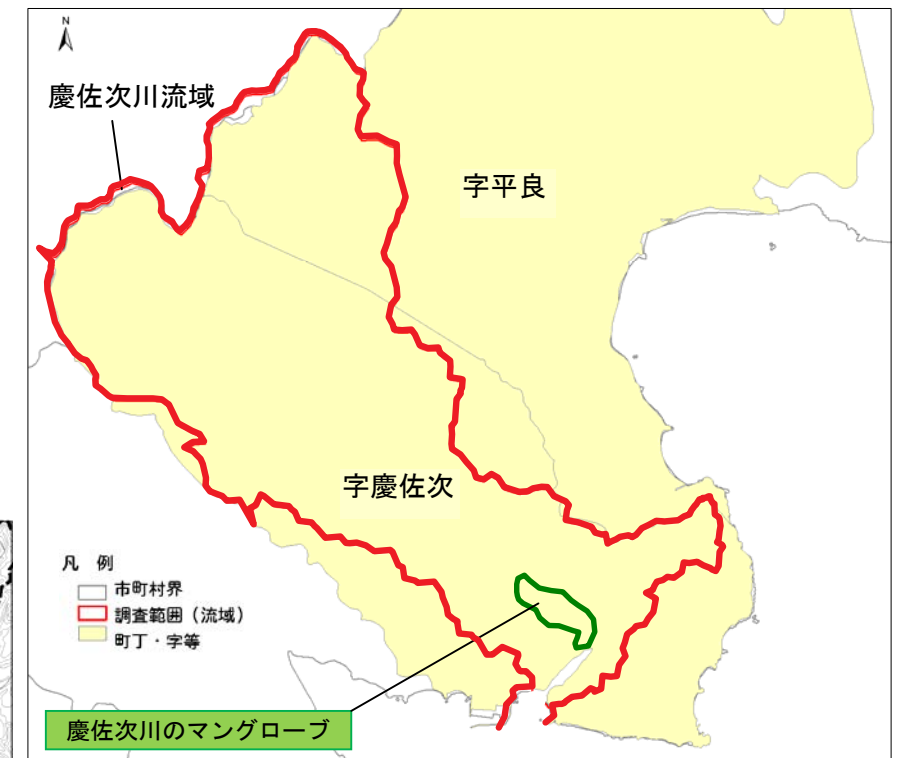 N
慶佐次川流域
字平良
字慶佐次
凡 例
市町村界
調査範囲（流域）
町丁・字等
慶佐次川のマングローブ